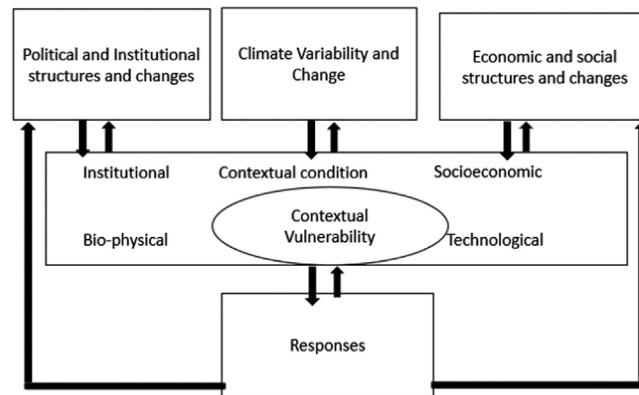 Political and Institutional
structures and changes
Climate Variability and
Change
Economic and social
structures and changes
Institutional
Contextual condition
Socioeconomic
Contextual
Vulnerability
Bio-physical
Technological
Responses